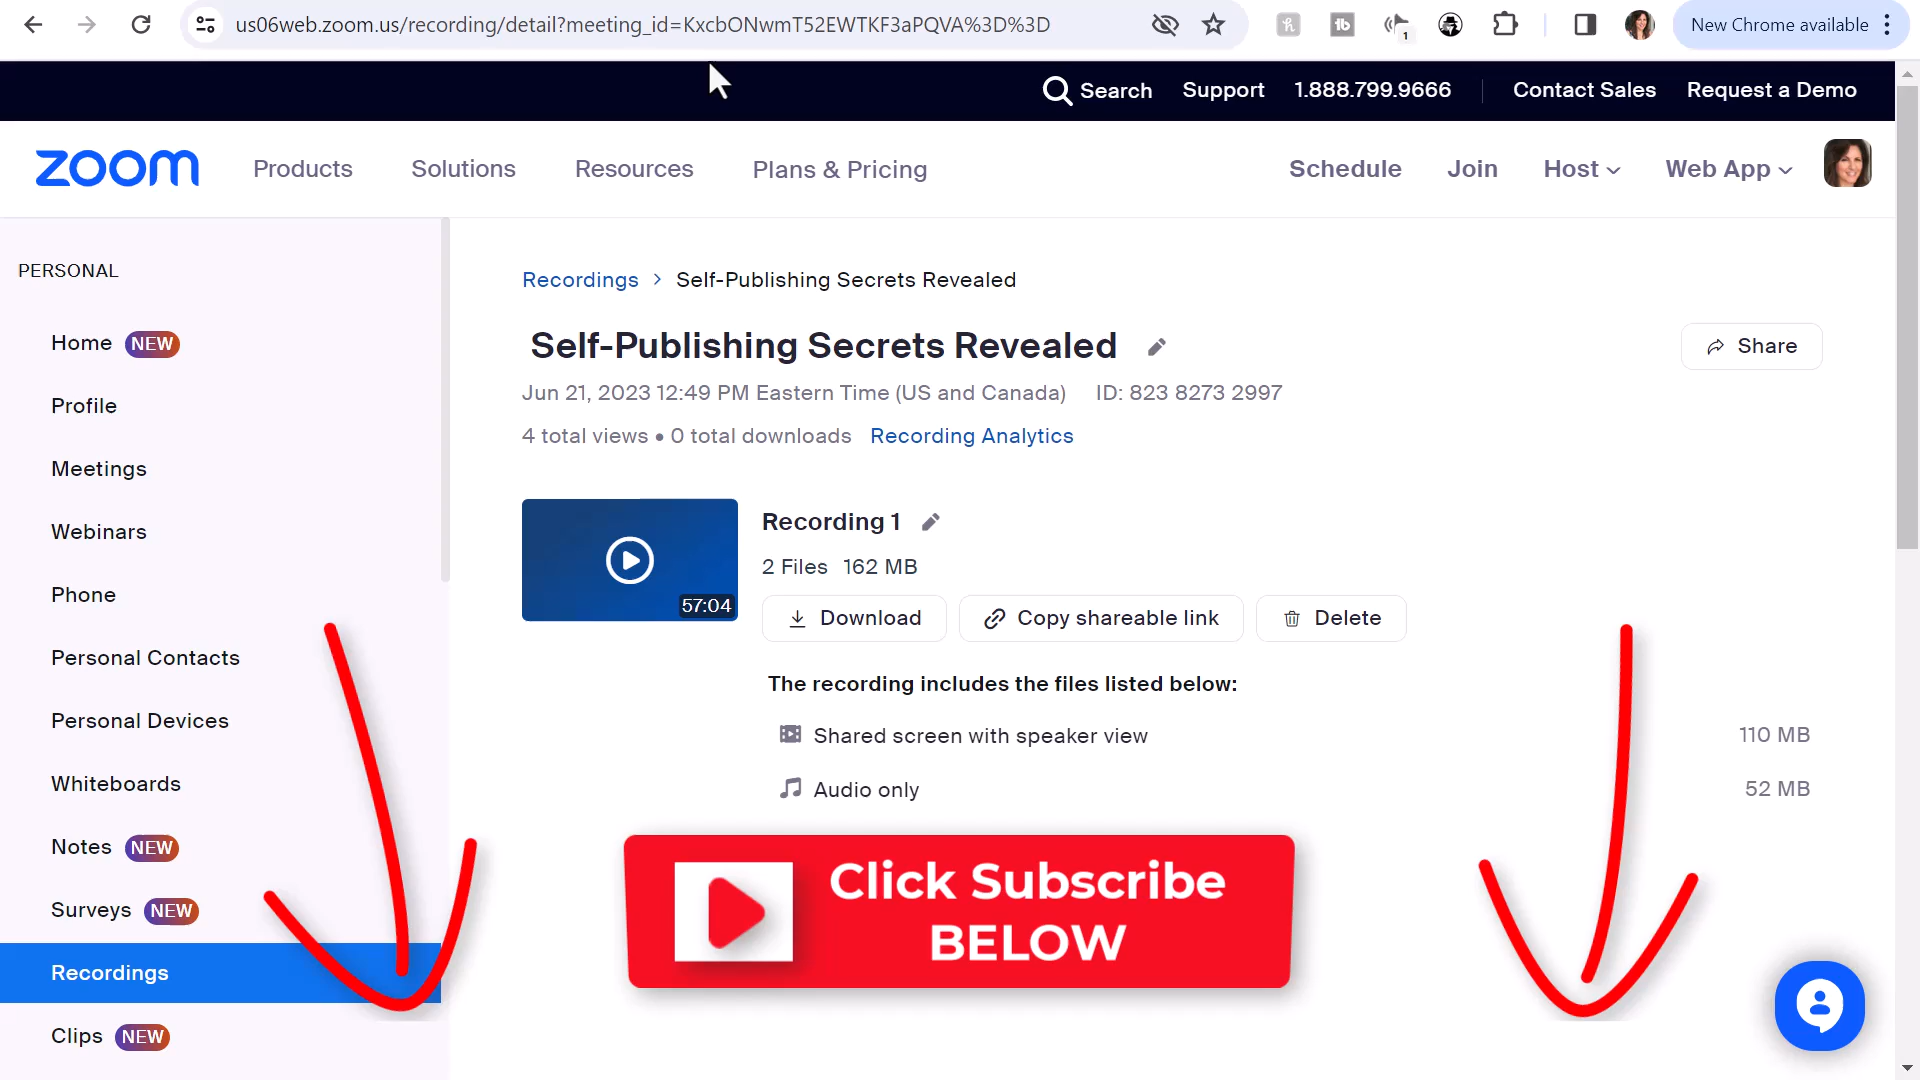 us06web.zoom.us/recording/detail?meeting_id=KxcbONwmT52EWTKF3aPQVA%3D%3D
1
New Chrome available
Search
Support
1.888.799.9666
Contact Sales
Request a Demo
zoom
Products
Solutions
Resources
Plans & Pricing
Schedule
Join
Host
Web App
PERSONAL
Home NEW
Profile
Meetings
Webinars
Phone
Personal Contacts
Personal Devices
Whiteboards
Notes NEW
Surveys NEW
Recordings
Clips NEW
Recordings > Self-Publishing Secrets Revealed
Self-Publishing Secrets Revealed
Share
Jun 21, 2023 12:49 PM Eastern Time (US and Canada) ID: 823 8273 2997
4 total views • 0 total downloads Recording Analytics
57:04
Recording 1
2 Files 162 MB
Download
Copy shareable link
Delete
The recording includes the files listed below:
Shared screen with speaker view 110 MB
Audio only 52 MB
Click Subscribe
BELOW